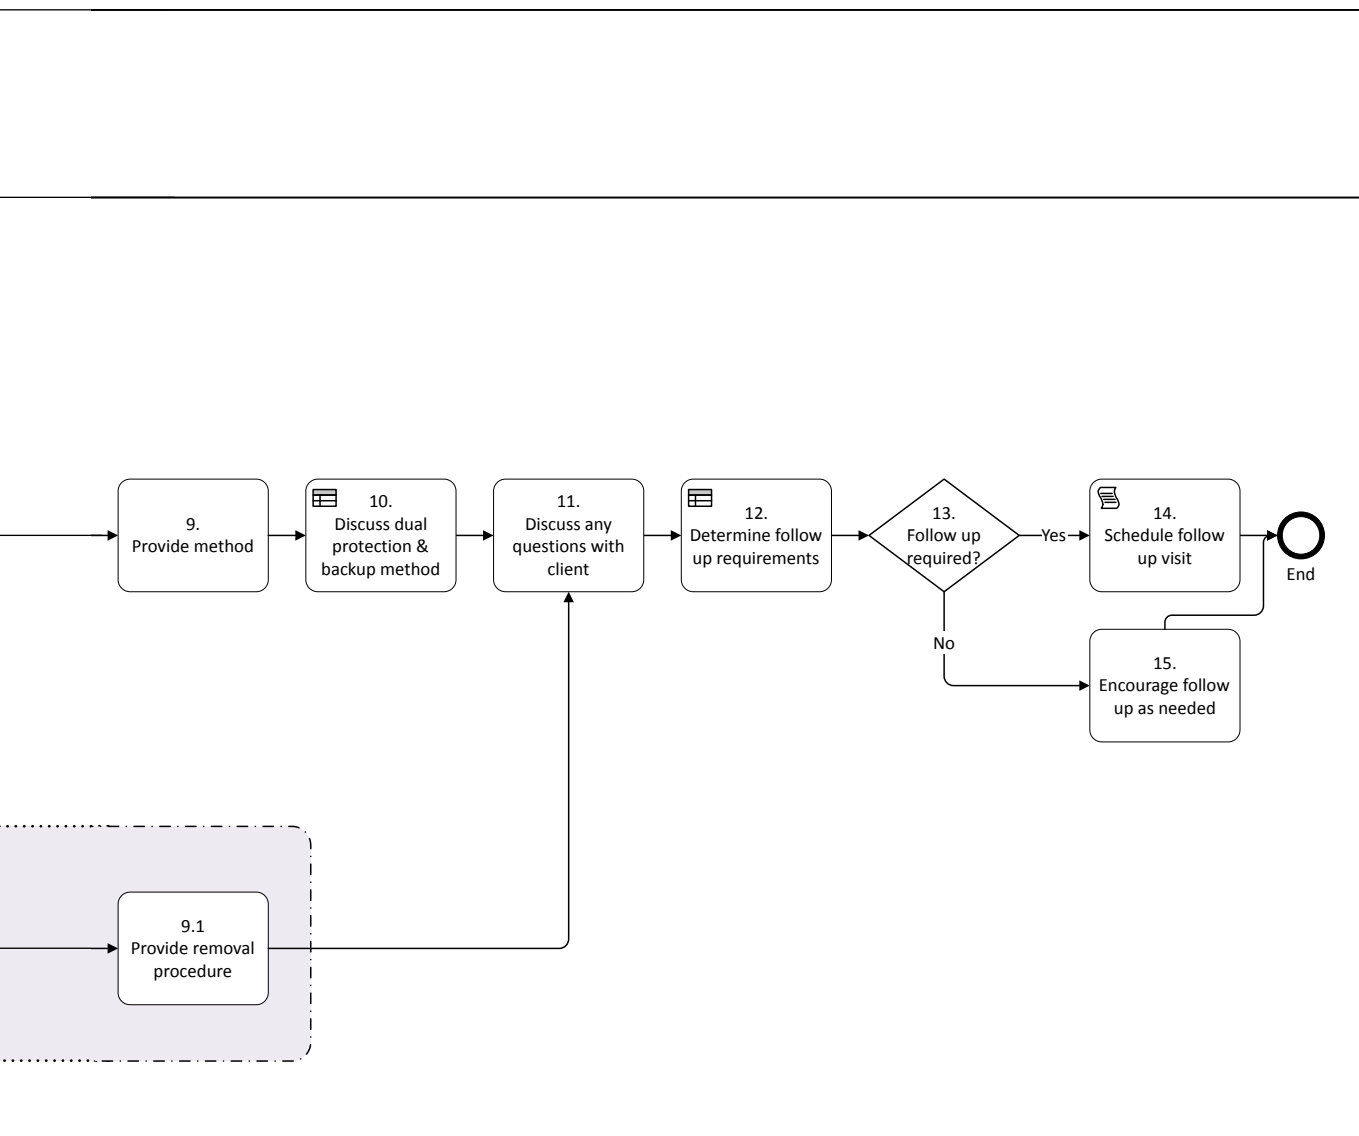 9.
Provide method
10.
Discuss dual
protection &
backup method
11.
Discuss any
questions with
client
12.
Determine follow
up requirements
13.
Follow up
required?
Yes
14.
Schedule follow
up visit
End
No
15.
Encourage follow
up as needed
9.1
Provide removal
procedure